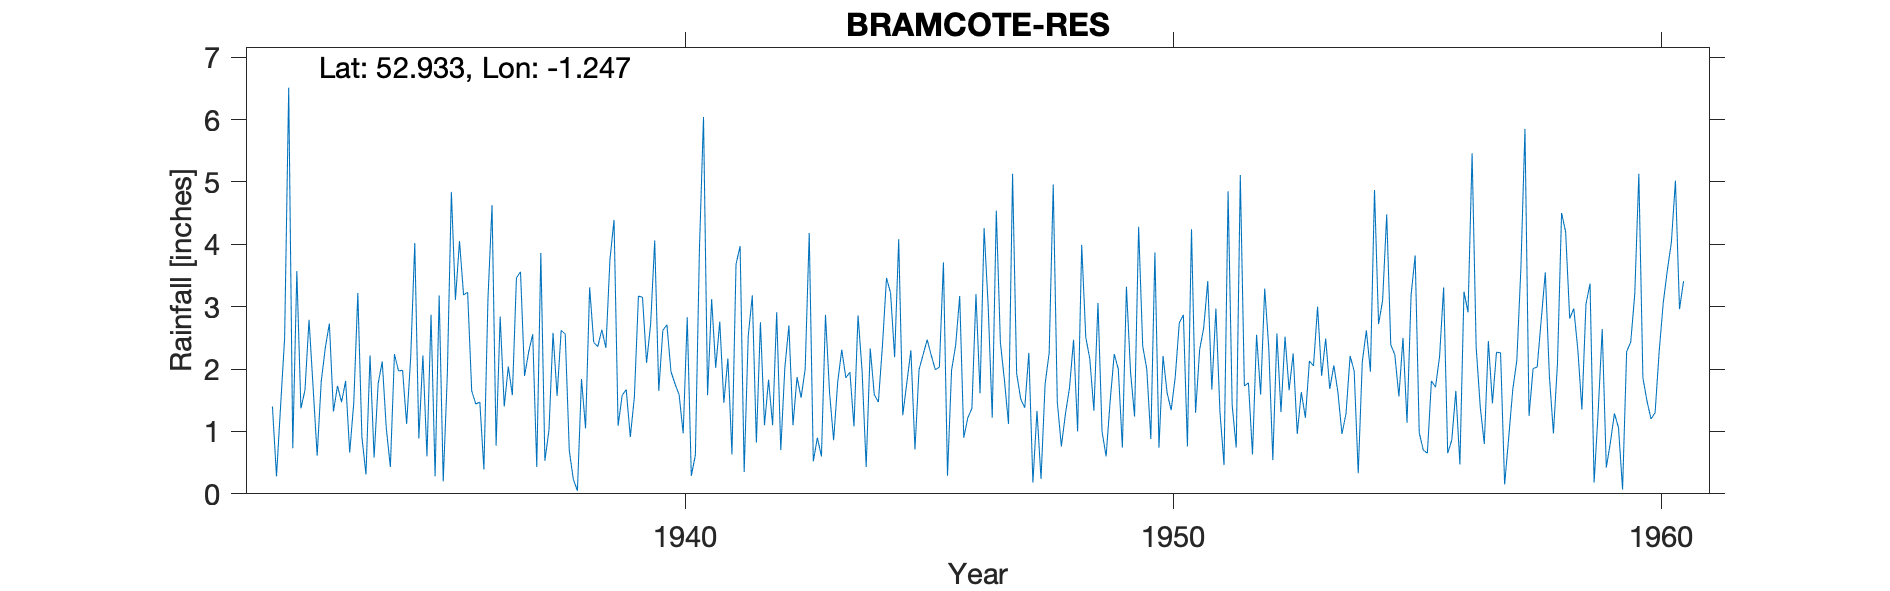 BRAMCOTE-RES
Lat: 52.933, Lon: -1.247
7
6
5
4
3
2
1
0
Rainfall [inches]
1940 1950 1960
Year